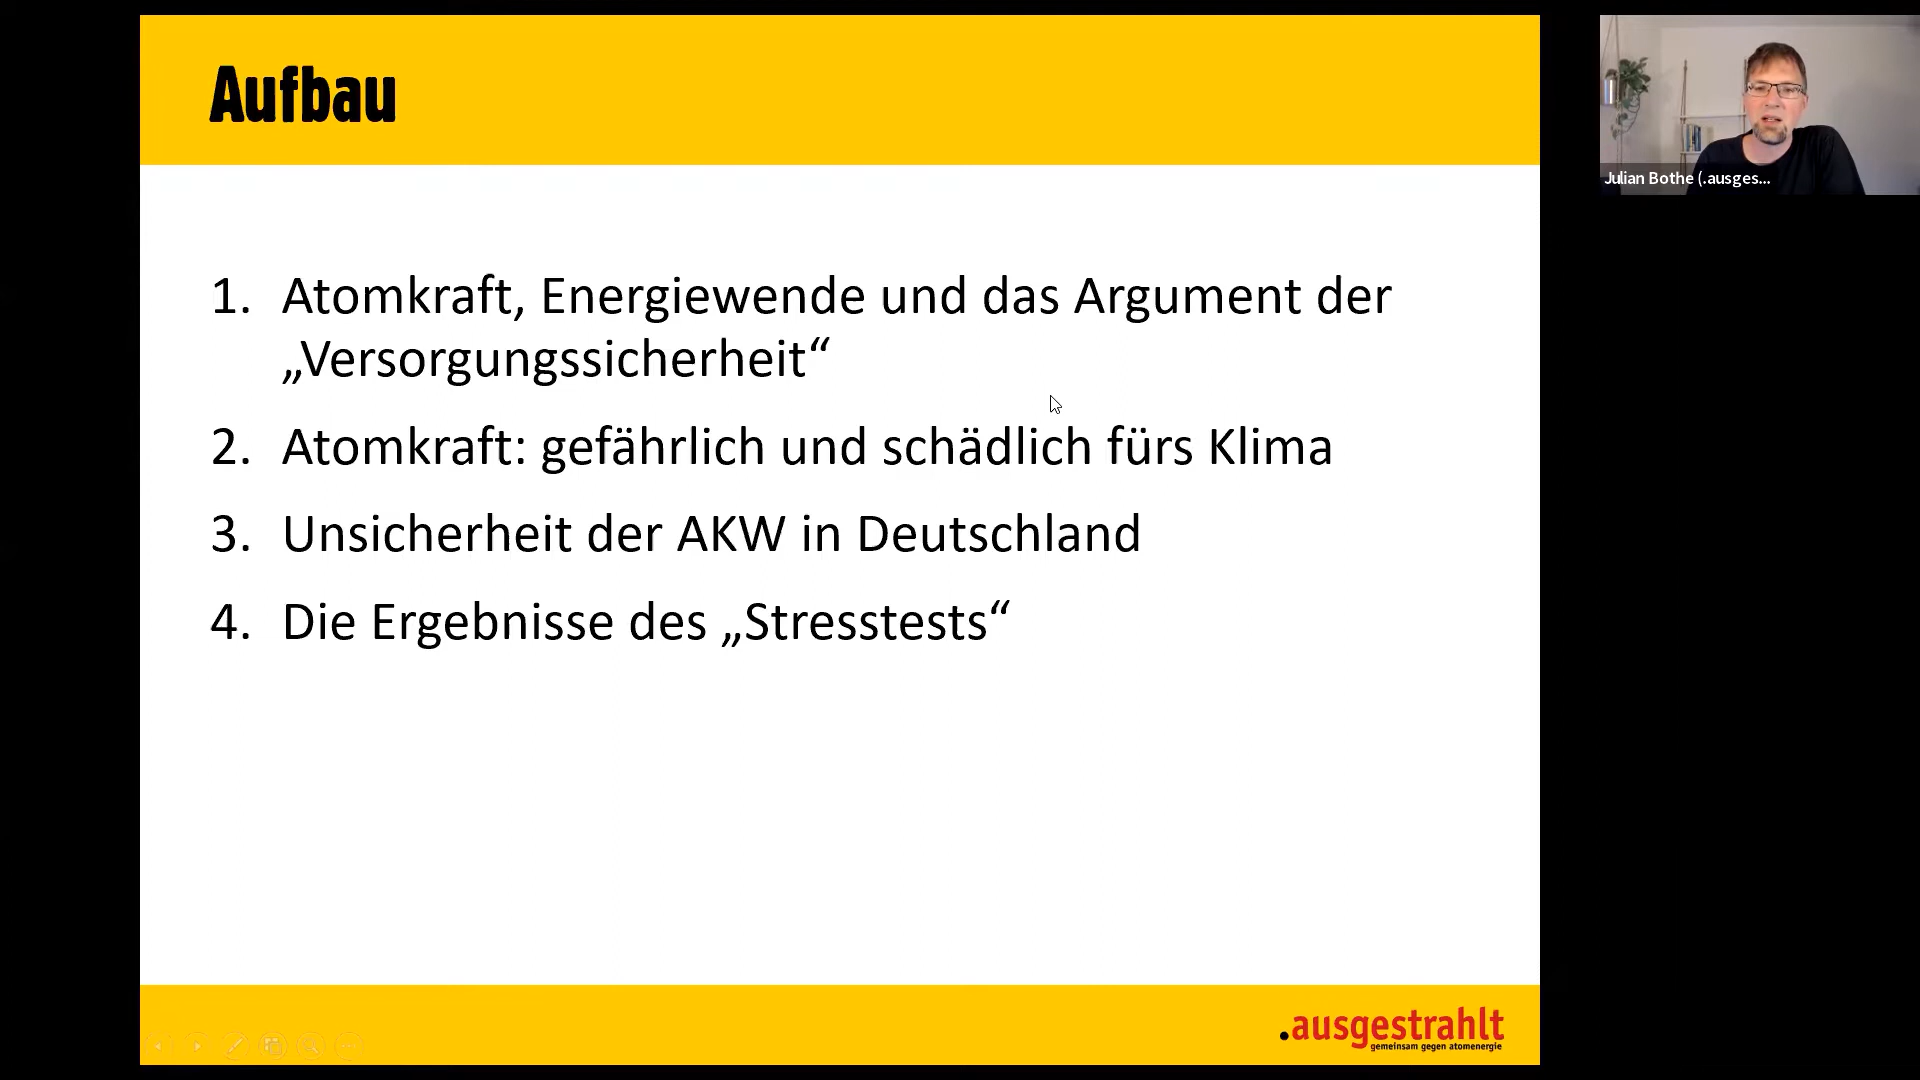 Aufbau
1. Atomkraft, Energiewende und das Argument der
„Versorgungssicherheit“
2. Atomkraft: gefährlich und schädlich fürs Klima
3. Unsicherheit der AKW in Deutschland
4. Die Ergebnisse des „Stresstests“
.ausgestrahlt
gemeinsam gegen atomenergie
Julian Bothe (.ausges...